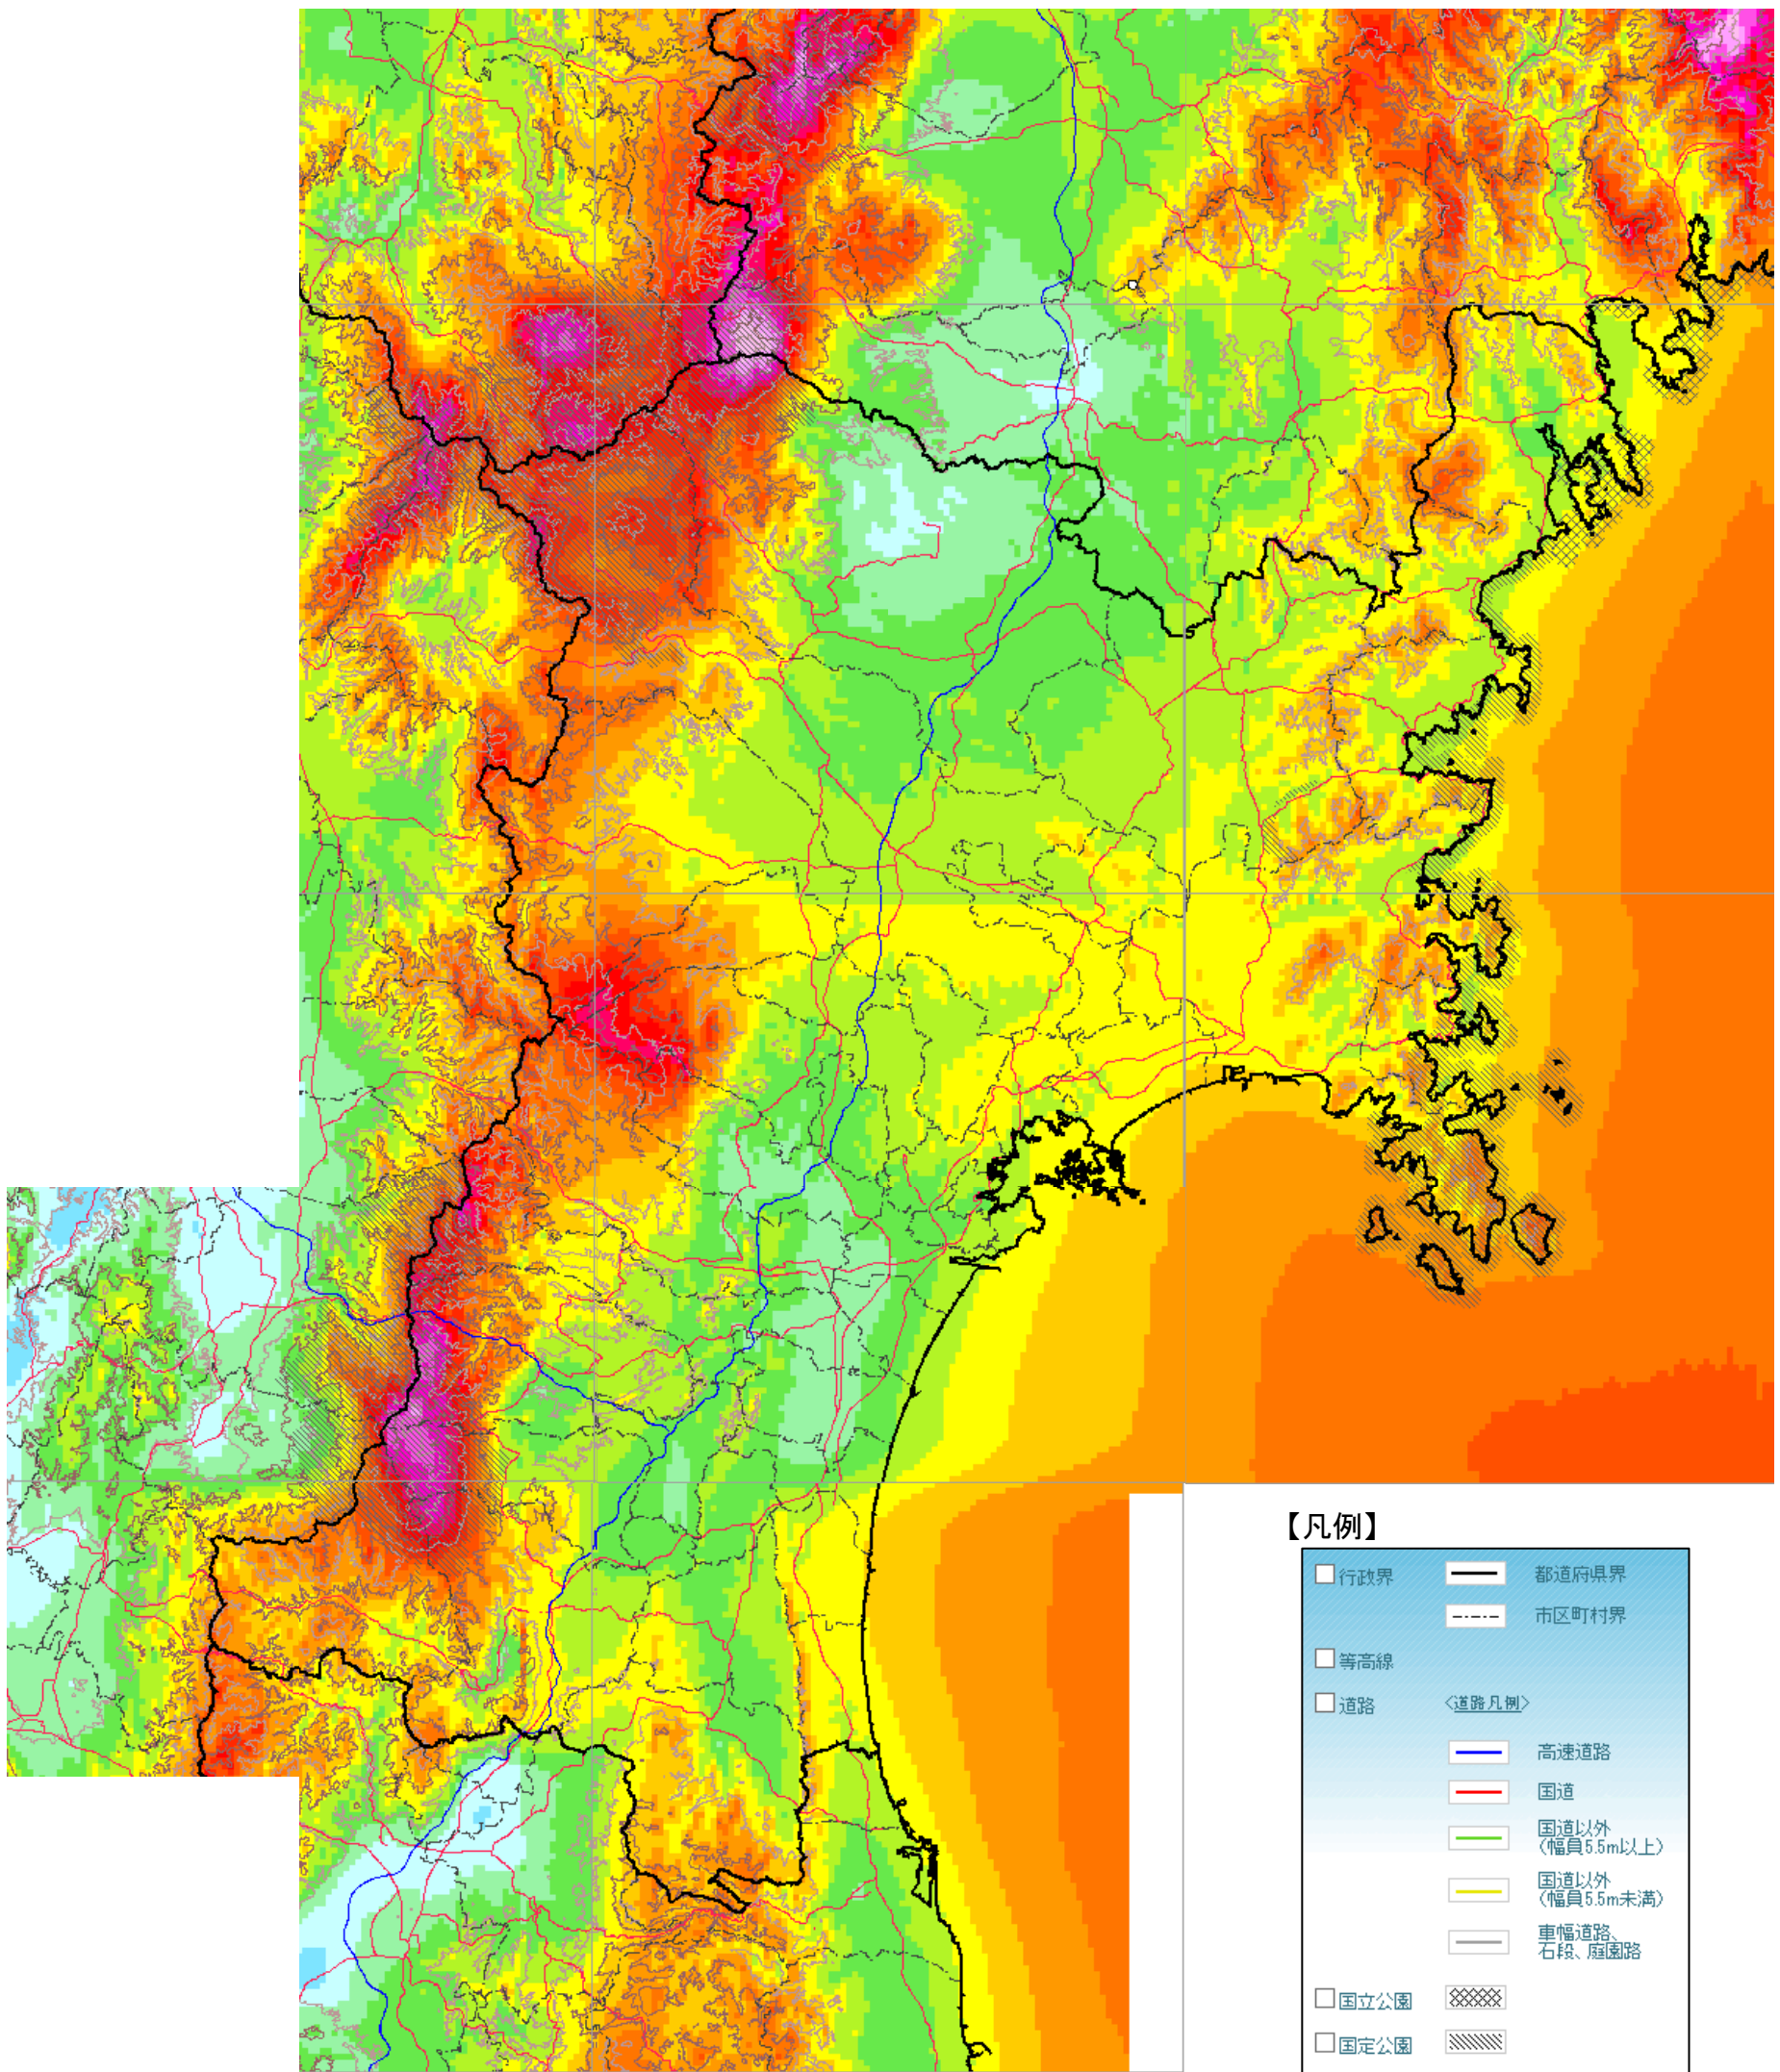 【凡例】
行政界 都道府県界
市区町村界
等高線
道路 <道路凡例>
高速道路
国道
国道以外
(幅員5.5m以上)
国道以外
(幅員5.5m未満)
車幅道路、
石段、庭園路
国立公園
国定公園